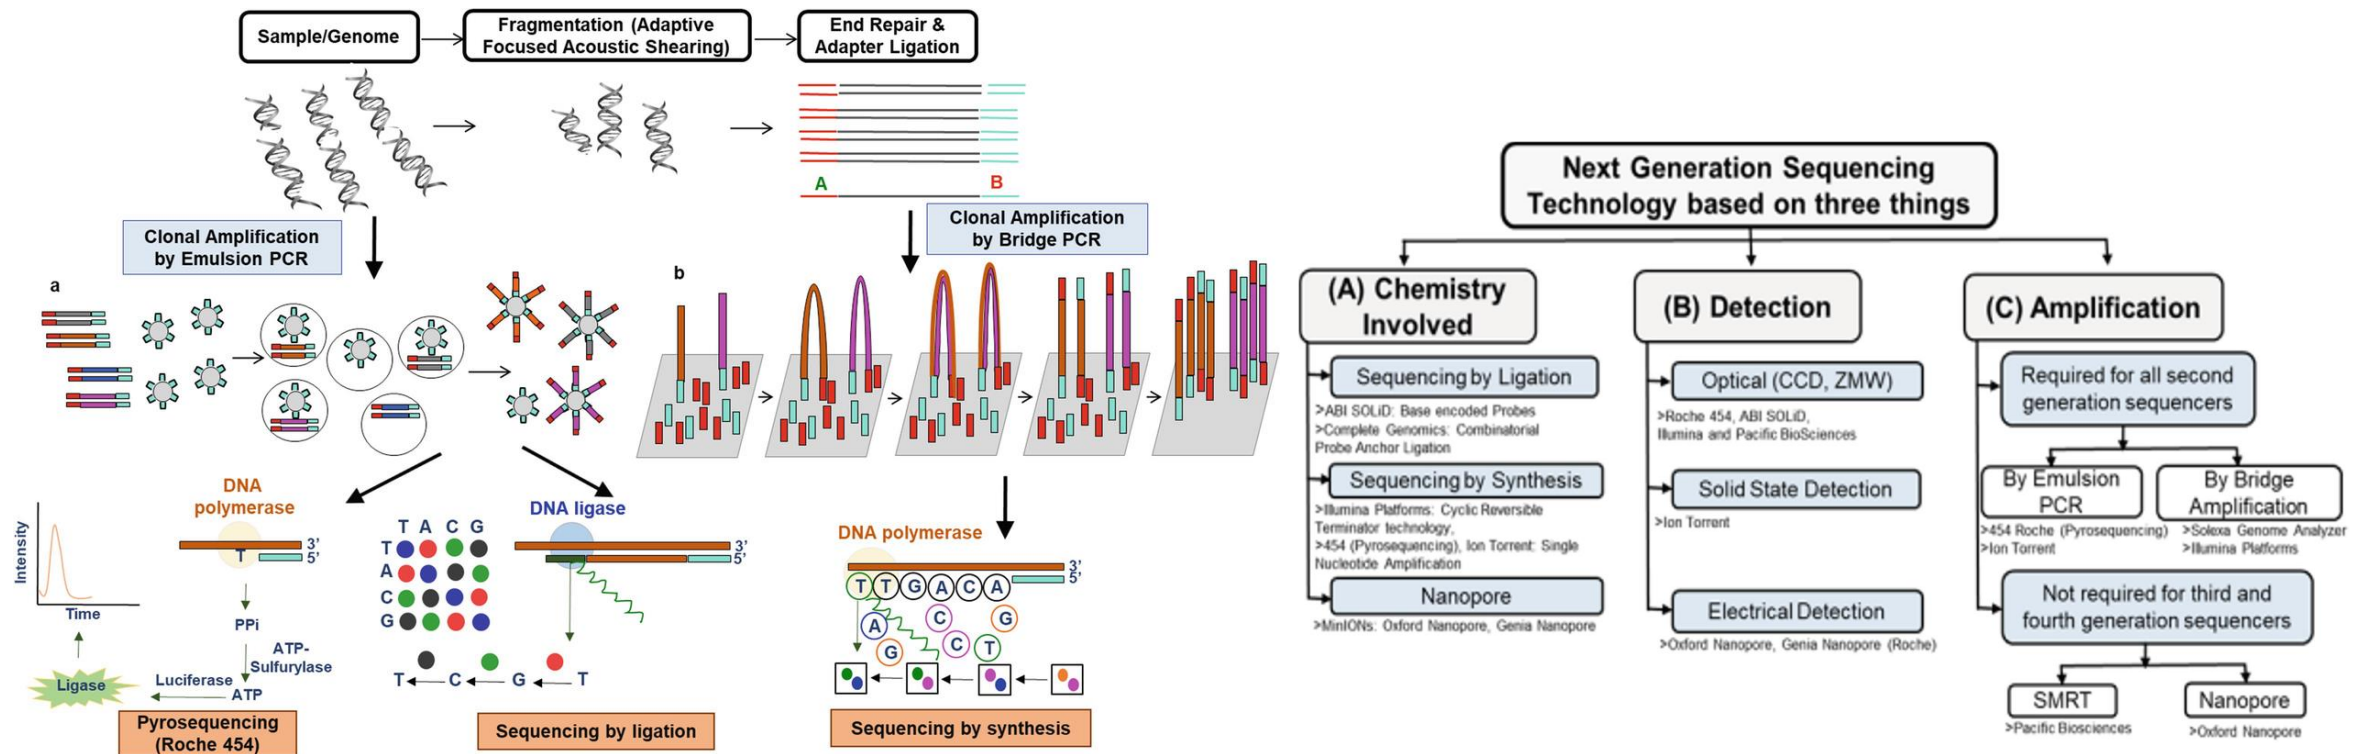 Sample/Genome
Fragmentation (Adaptive
Focused Acoustic Shearing)
End Repair &
Adapter Ligation
A
B
Clonal Amplification
by Emulsion PCR
Clonal Amplification
by Bridge PCR
a
b
DNA
polymerase
T
3'
5'
Intensity
Time
PPi
ATP-
Sulfurylase
Ligase
Luciferase
ATP
Pyrosequencing
(Roche 454)
DNA ligase
T A C G
T
A
C
G
3'
5'
T C G T
Sequencing by ligation
DNA polymerase
3'
5'
T T G A C A
A
C
G
G
C
T
Sequencing by synthesis
Next Generation Sequencing
Technology based on three things
(A) Chemistry
Involved
Sequencing by Ligation
>ABI SOLiD: Base encoded Probes
>Complete Genomics: Combinatorial
Probe Anchor Ligation
Sequencing by Synthesis
>Illumina Platforms: Cyclic Reversible
Terminator technology,
>454 (Pyrosequencing), Ion Torrent: Single
Nucleotide Amplification
Nanopore
>MinIONs: Oxford Nanopore, Genia Nanopore
(B) Detection
Optical (CCD, ZMW)
>Roche 454, ABI SOLiD,
Illumina and Pacific BioSciences
Solid State Detection
>Ion Torrent
Electrical Detection
>Oxford Nanopore, Genia Nanopore (Roche)
(C) Amplification
Required for all second
generation sequencers
By Emulsion
PCR
>454 Roche (Pyrosequencing)
>Ion Torrent
By Bridge
Amplification
>Solexa Genome Analyzer
>Illumina Platforms
Not required for third and
fourth generation sequencers
SMRT
>Pacific Biosciences
Nanopore
>Oxford Nanopore